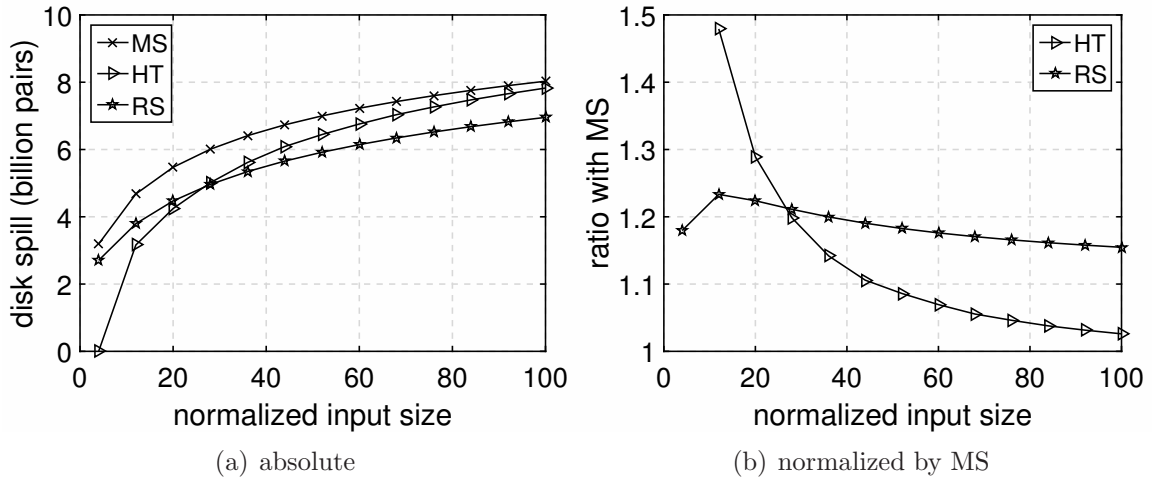 10
8
6
4
2
0
disk spill (billion pairs)
MS
HT
RS
0 20 40 60 80 100
normalized input size
(a) absolute
1.5
1.4
1.3
1.2
1.1
1
ratio with MS
HT
RS
0 20 40 60 80 100
normalized input size
(b) normalized by MS